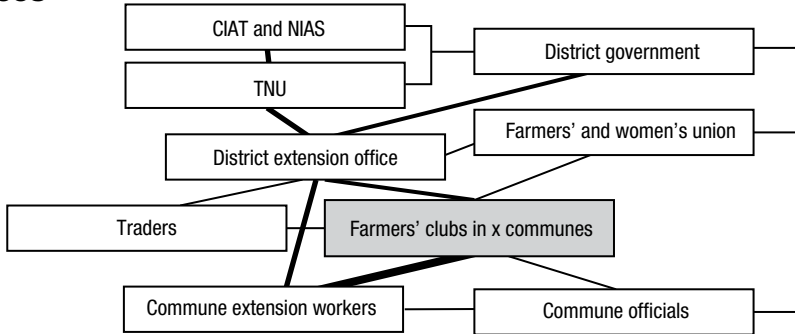 CIAT and NIAS
District government
TNU
Farmers’ and women’s union
District extension office
Traders
Farmers’ clubs in x communes
Commune extension workers
Commune officials